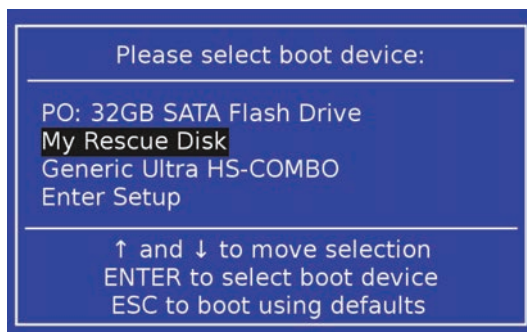 Please select boot device:
PO: 32GB SATA Flash Drive
My Rescue Disk
Generic Ultra HS-COMBO
Enter Setup
↑ and ↓ to move selection
ENTER to select boot device
ESC to boot using defaults